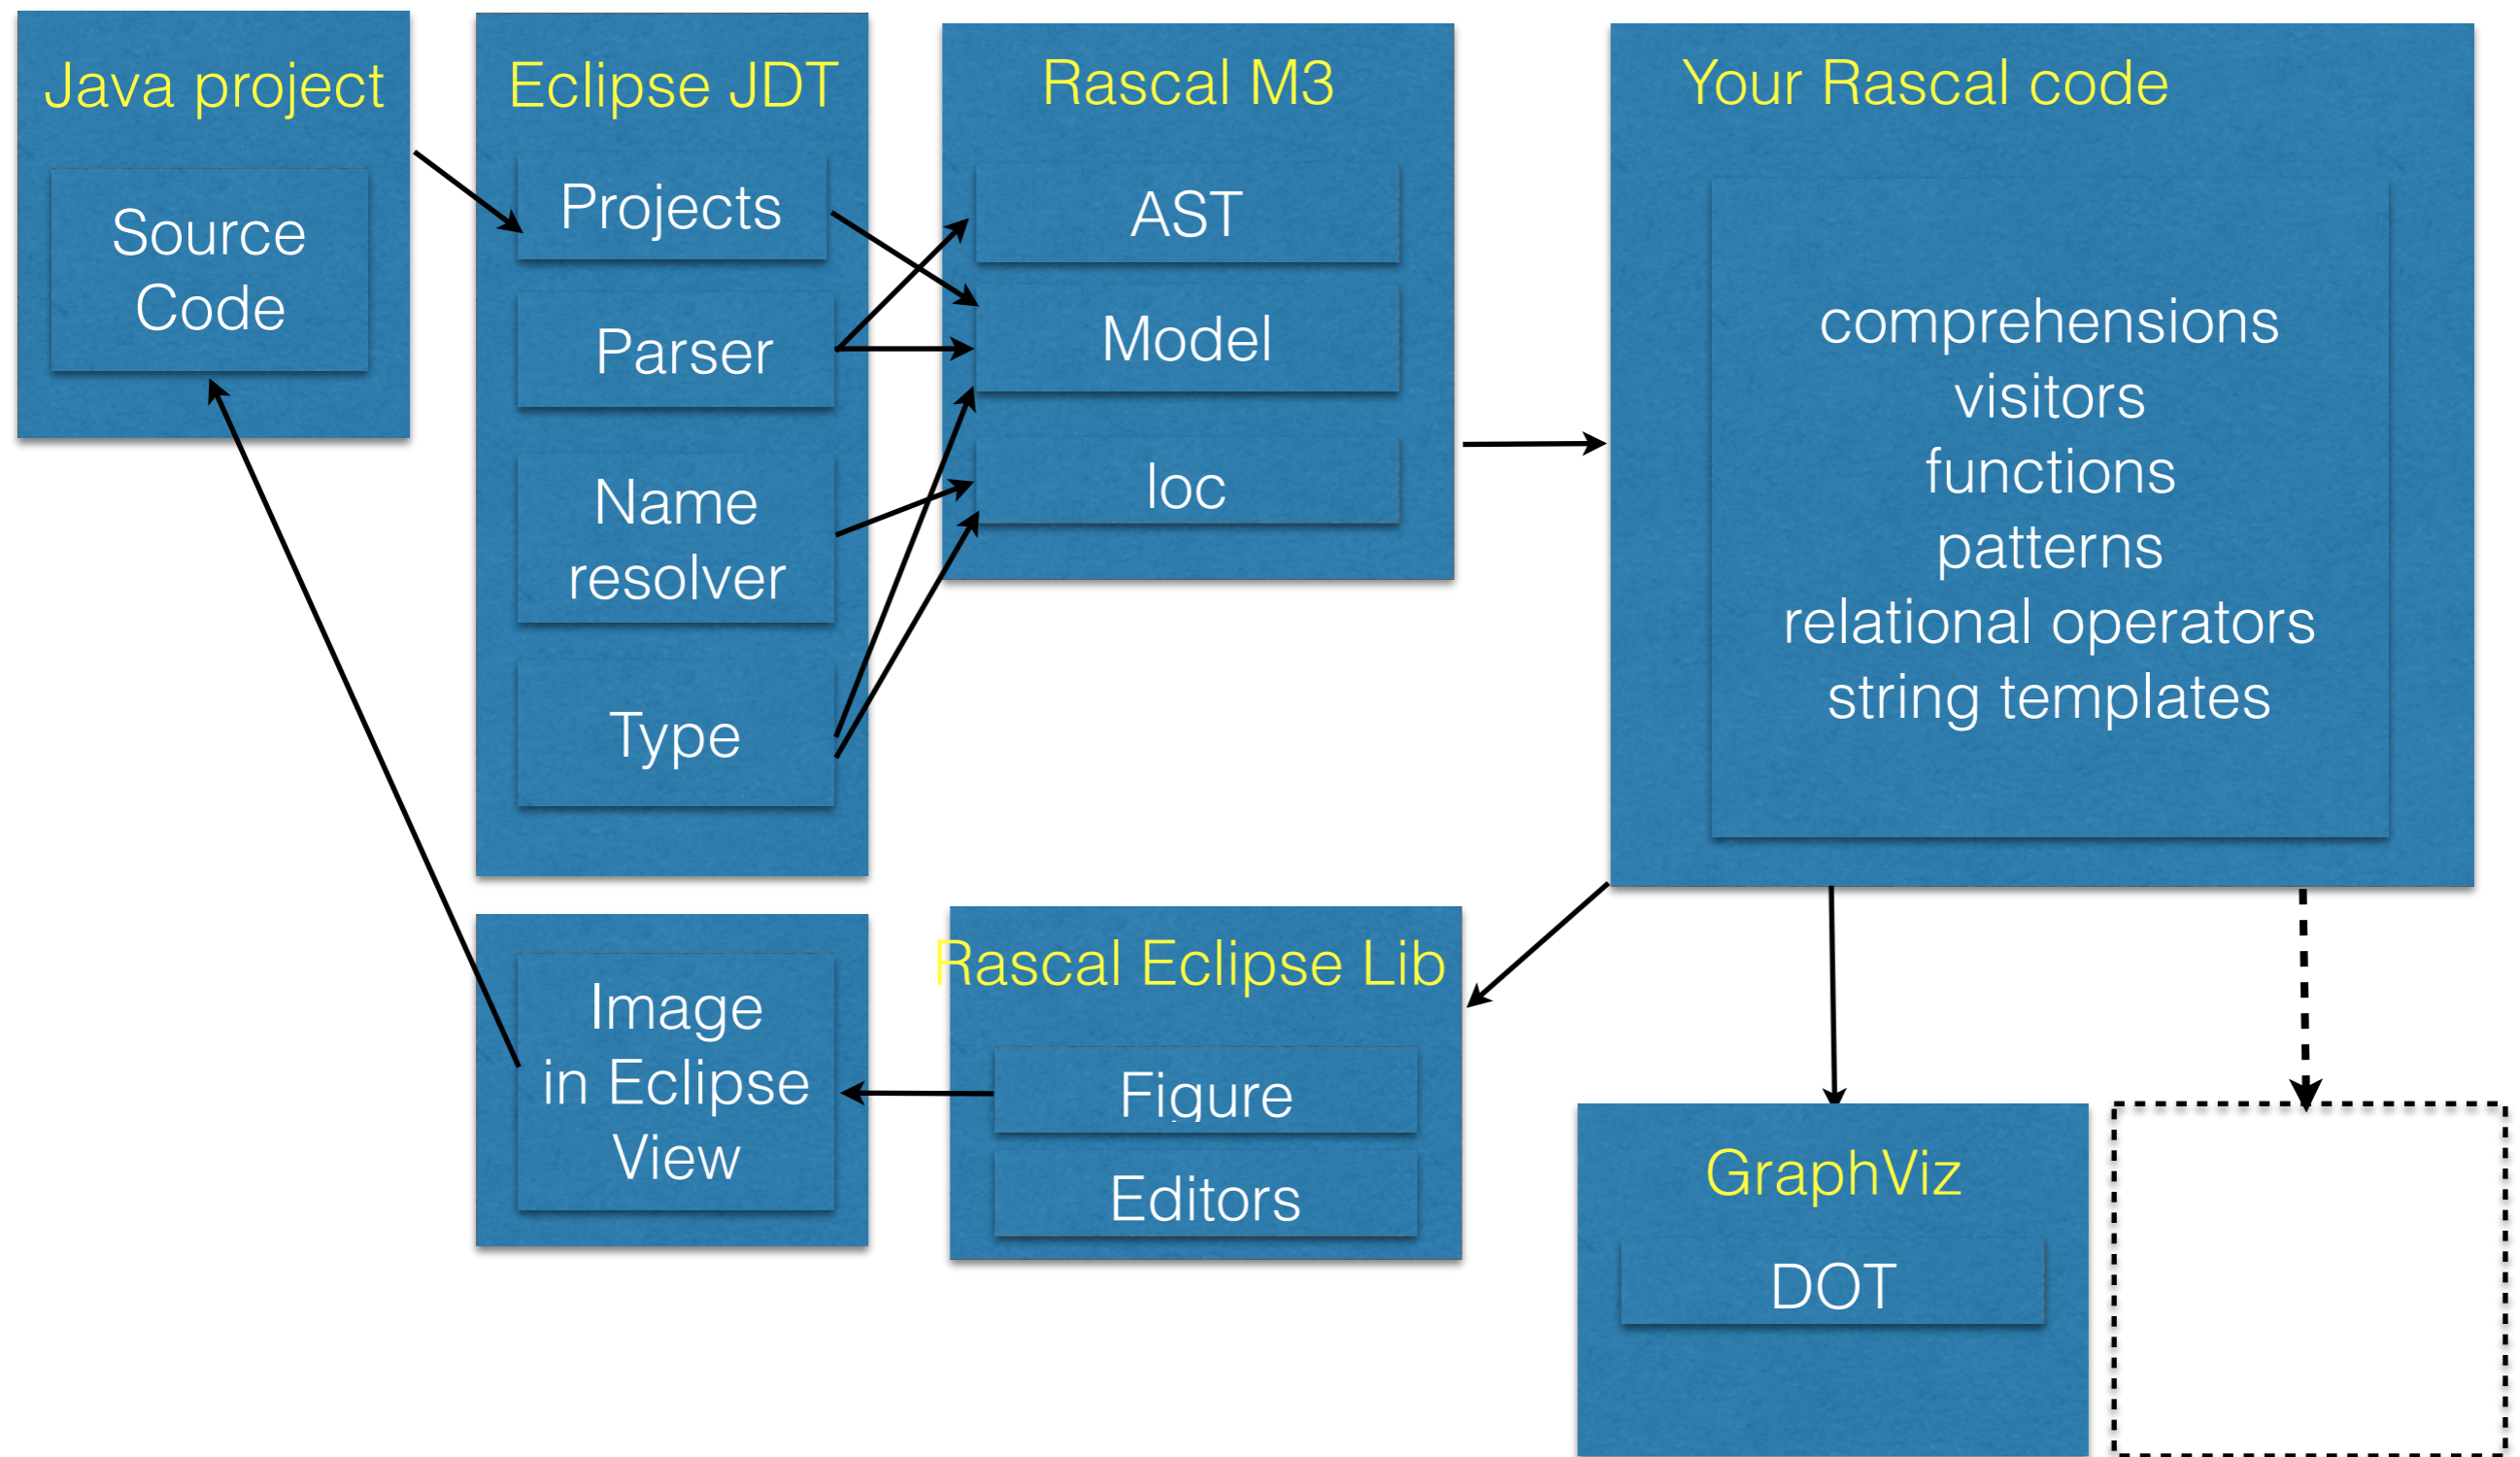 Java project
Source
Code
Eclipse JDT
Projects
Parser
Name
resolver
Type
Rascal M3
AST
Model
loc
Your Rascal code
comprehensions
visitors
functions
patterns
relational operators
string templates
Image
in Eclipse
View
Rascal Eclipse Lib
Figure
Editors
GraphViz
DOT